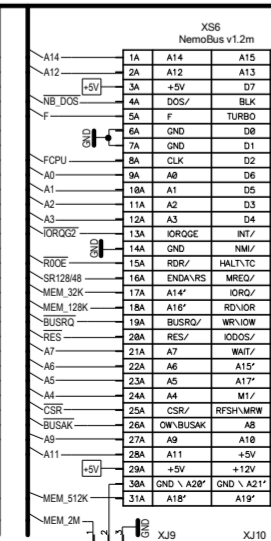 XS6
NemoBus v1.2m
A14 1A A14 A15
A12 2A A12 A13
+5V 3A +5V D7
NB_DOS 4A DOS/ BLK
F 5A F TURBO
GND 6A GND D0
7A GND D1
FCPU 8A CLK D2
A0 9A A0 D6
A1 10A A1 D5
A2 11A A2 D3
A3 12A A3 D4
IORQG2 13A IORQGE INT/
GND 14A GND NMI/
ROOE 15A RDR/ HALT\TC
SR128/48 16A ENDA\RS MREQ/
MEM_32K 17A A14' IORQ/
MEM_128K 18A A16' RD\IOR
BUSRQ 19A BUSRQ/ WR\IOW
RES 20A RES/ IODOS/
A7 21A A7 WAIT/
A6 22A A6 A15'
A5 23A A5 A17'
A4 24A A4 M1/
CSR 25A CSR/ RFSH\MRW
BUSAK 26A OW\BUSAK A8
A9 27A A9 A10
A11 28A A11 +5V
+5V 29A +5V +12V
30A GND \ A20' GND \ A21'
MEM_512K 31A A18' A19'
MEM_2M
1 2 3 GND
XJ9 XJ10